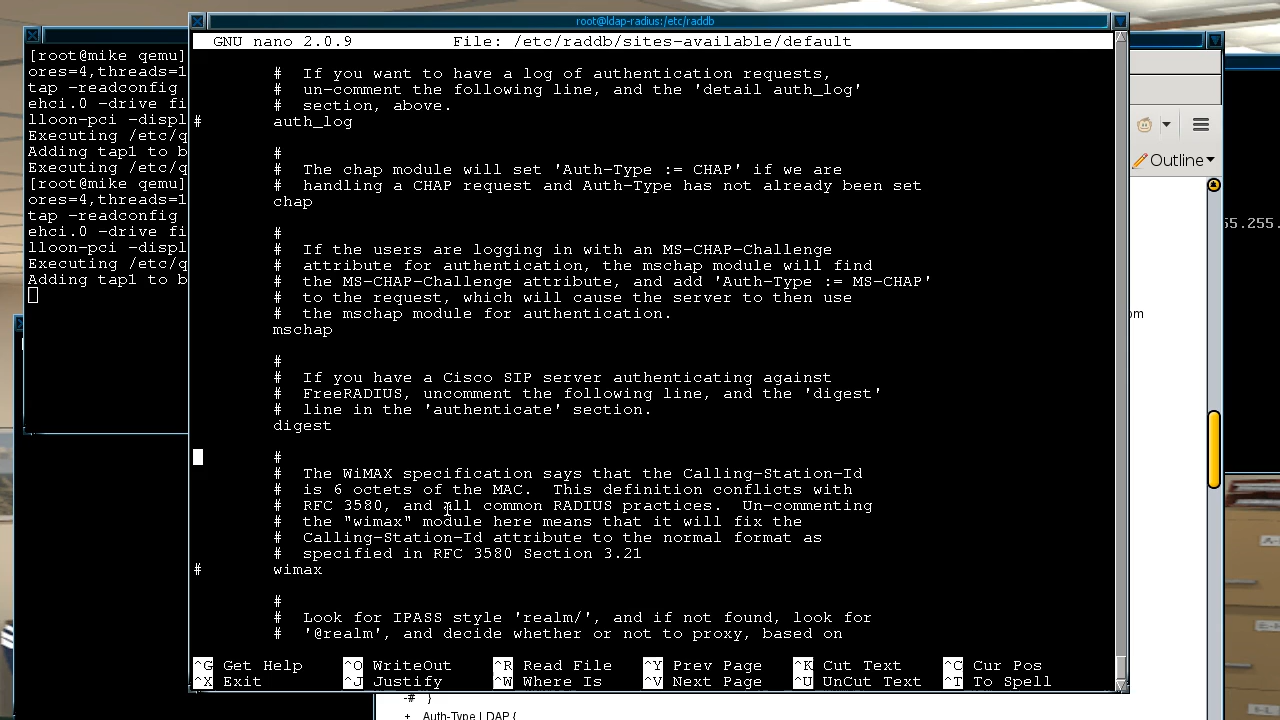 root@ldap-radius:/etc/raddb
GNU nano 2.0.9 File: /etc/raddb/sites-available/default
# If you want to have a log of authentication requests,
# un-comment the following line, and the 'detail auth_log'
# section, above.
# auth_log
#
# The chap module will set 'Auth-Type := CHAP' if we are
# handling a CHAP request and Auth-Type has not already been set
chap
#
# If the users are logging in with an MS-CHAP-Challenge
# attribute for authentication, the mschap module will find
# the MS-CHAP-Challenge attribute, and add 'Auth-Type := MS-CHAP'
# to the request, which will cause the server to then use
# the mschap module for authentication.
mschap
#
# If you have a Cisco SIP server authenticating against
# FreeRADIUS, uncomment the following line, and the 'digest'
# line in the 'authenticate' section.
digest
#
# The WiMAX specification says that the Calling-Station-Id
# is 6 octets of the MAC. This definition conflicts with
# RFC 3580, and all common RADIUS practices. Un-commenting
# the "wimax" module here means that it will fix the
# Calling-Station-Id attribute to the normal format as
# specified in RFC 3580 Section 3.21
# wimax
#
# Look for IPASS style 'realm/', and if not found, look for
# '@realm', and decide whether or not to proxy, based on
^G Get Help ^O WriteOut ^R Read File ^Y Prev Page ^K Cut Text ^C Cur Pos
^X Exit ^J Justify ^W Where Is ^V Next Page ^U UnCut Text ^T To Spell
[root@mike qemu]
ores=4,threads=1
tap -readconfig
ehci.0 -drive fi
lloon-pci -displ
Executing /etc/q
Adding tap1 to b
Executing /etc/q
[root@mike qemu]
ores=4,threads=1
tap -readconfig
ehci.0 -drive fi
lloon-pci -displ
Executing /etc/q
Adding tap1 to b
Outline
55.255.
om
-# }
+ Auth-Type LDAP {